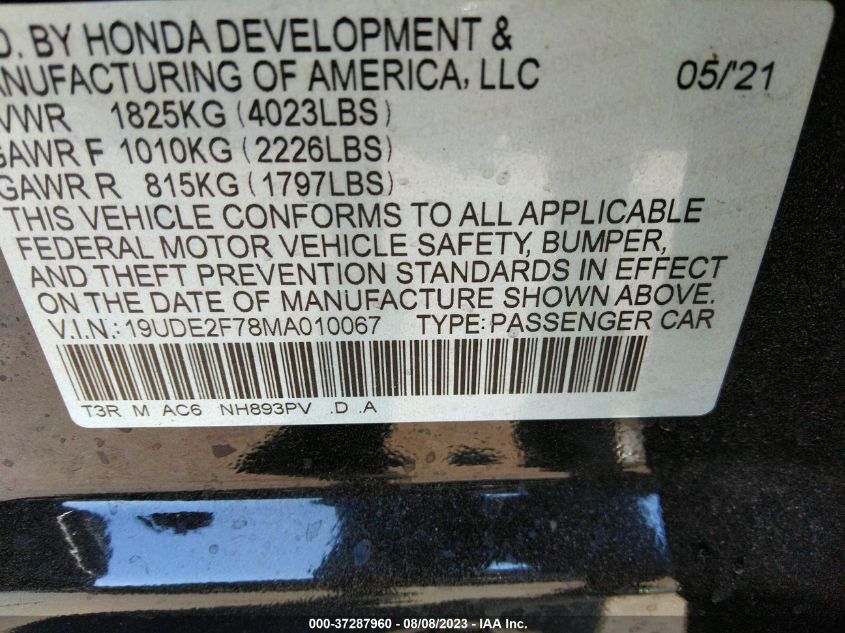 BY HONDA DEVELOPMENT &
MANUFACTURING OF AMERICA, LLC 05/'21
GVWR 1825KG (4023LBS)
GAWR F 1010KG (2226LBS)
GAWR R 815KG (1797LBS)
THIS VEHICLE CONFORMS TO ALL APPLICABLE
FEDERAL MOTOR VEHICLE SAFETY, BUMPER,
AND THEFT PREVENTION STANDARDS IN EFFECT
ON THE DATE OF MANUFACTURE SHOWN ABOVE.
V.I.N.: 19UDE2F78MA010067 TYPE: PASSENGER CAR
T3R M AC6 NH893PV .D .A
000-37287960 - 08/08/2023 - © IAA Inc.